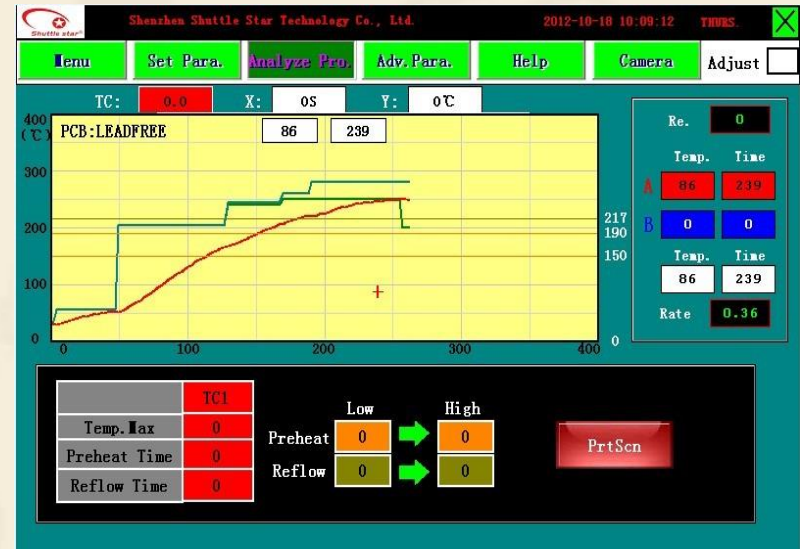 Shuttle star
Shenzhen Shuttle Star Technology Co., Ltd. 2012-10-18 10:09:12 THURS.
Menu Set Para. Analyze Pro. Adv.Para. Help Camera Adjust
TC: 0.0 X: 0S Y: 0℃
400
(℃) PCB:LEADFREE 86 239
300
200
100
0
217
190
150
0
0 100 200 300 400
Re. 0
Temp. Time
A 86 239
B 0 0
Temp. Time
86 239
Rate 0.36
TC1
Temp.Max 0
Preheat Time 0
Reflow Time 0
Low High
Preheat 0 0
Reflow 0 0
PrtScn